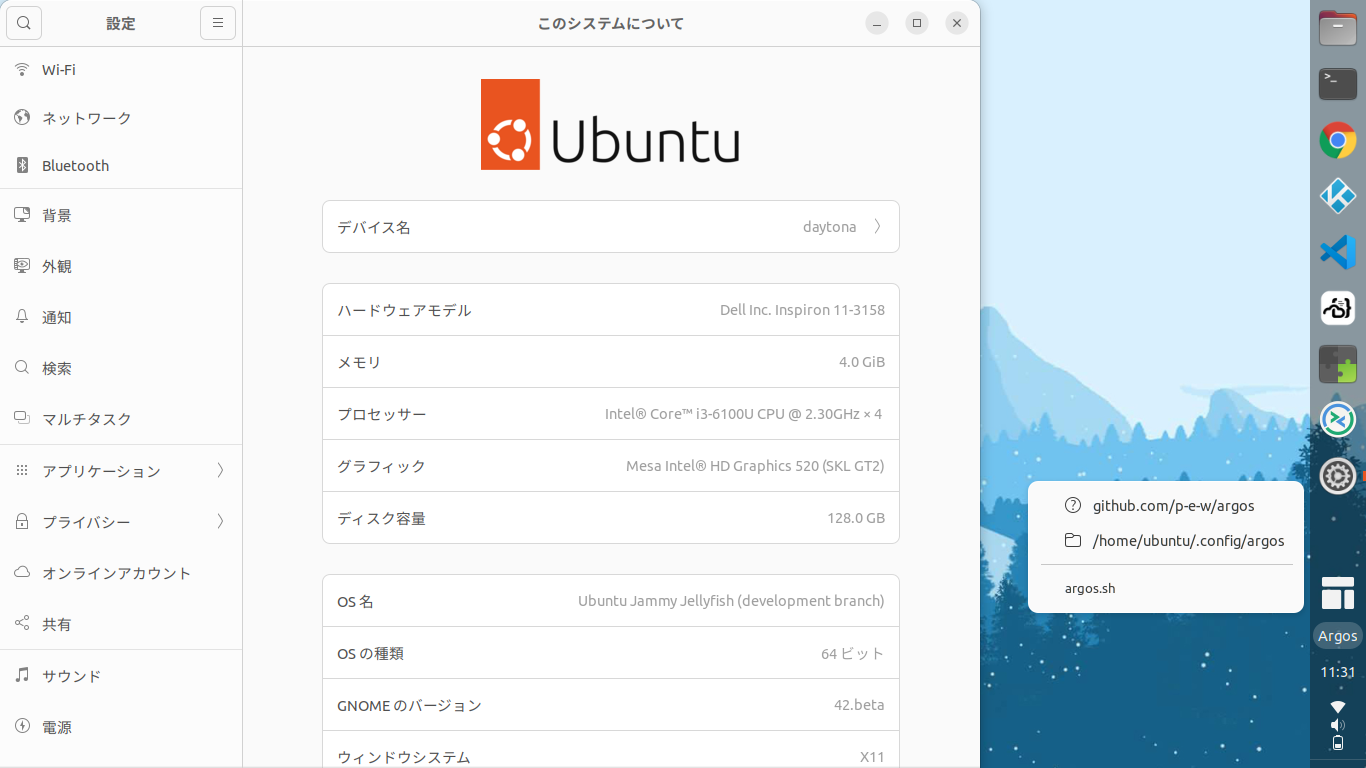 設定
このシステムについて
Wi-Fi
ネットワーク
Bluetooth
背景
外観
通知
検索
マルチタスク
アプリケーション
プライバシー
オンラインアカウント
共有
サウンド
電源
Ubuntu
デバイス名 daytona
ハードウェアモデル Dell Inc. Inspiron 11-3158
メモリ 4.0 GiB
プロセッサー Intel® Core™ i3-6100U CPU @ 2.30GHz × 4
グラフィック Mesa Intel® HD Graphics 520 (SKL GT2)
ディスク容量 128.0 GB
OS 名 Ubuntu Jammy Jellyfish (development branch)
OS の種類 64 ビット
GNOME のバージョン 42.beta
ウィンドウシステム X11
github.com/p-e-w/argos
/home/ubuntu/.config/argos
argos.sh
Argos
11:31